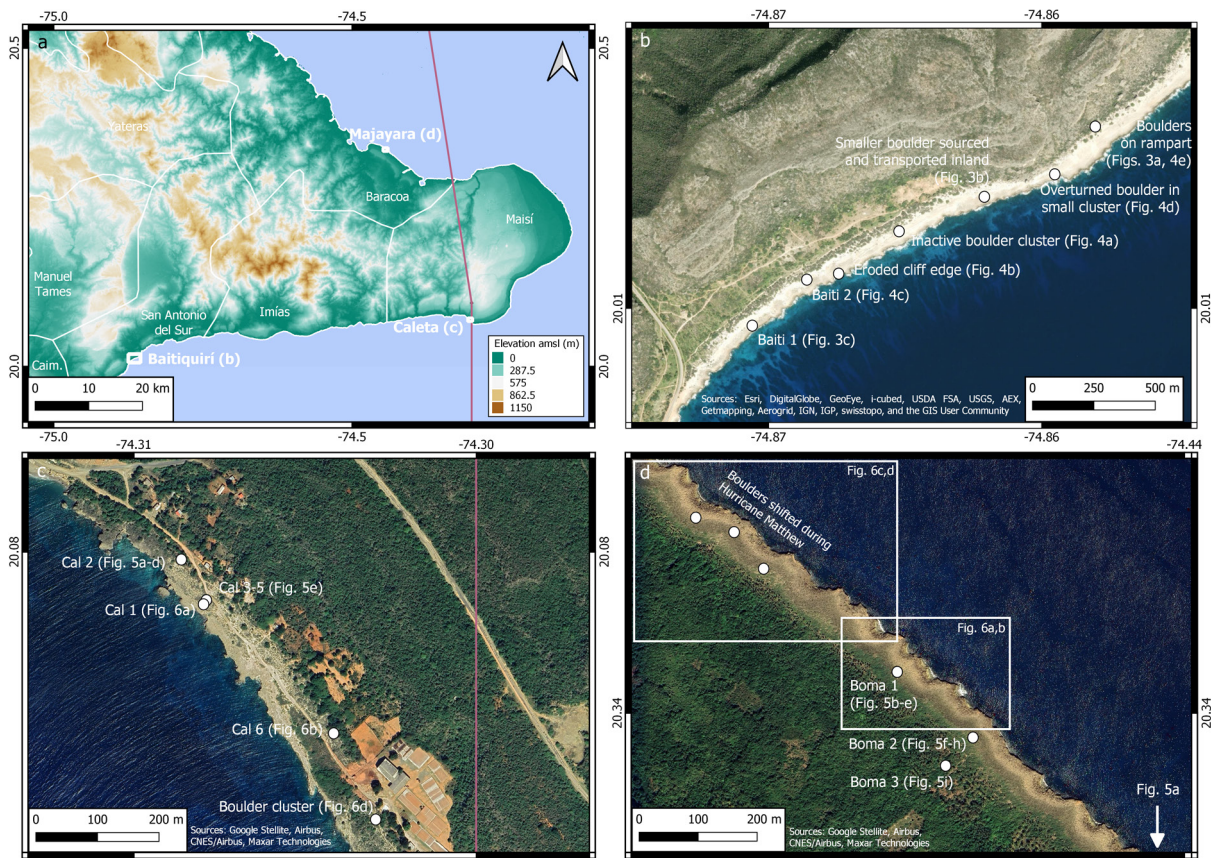 -75.0
-74.5
20.5
20.5
a
Yateras
Majayara (d)
Baracoa
Maisí
Manuel
Tames
San Antonio
del Sur
Imías
Caleta (c)
Caim.
Baitiquirí (b)
20.0
20.0
Elevation amsl (m)
0
287.5
575
862.5
1150
0 10 20 km
-75.0
-74.5
-74.87
-74.86
b
Smaller boulder sourced
and transported inland
(Fig. 3b)
Boulders
on rampart
(Figs. 3a, 4e)
Overturned boulder in
small cluster (Fig. 4d)
Inactive boulder cluster (Fig. 4a)
Eroded cliff edge (Fig. 4b)
Baiti 2 (Fig. 4c)
Baiti 1 (Fig. 3c)
20.01
20.01
Sources: Esri, DigitalGlobe, GeoEye, i-cubed, USDA FSA, USGS, AEX,
Getmapping, Aerogrid, IGN, IGP, swisstopo, and the GIS User Community
0 250 500 m
-74.87
-74.86
-74.31
-74.30
c
20.08
20.08
Cal 2 (Fig. 5a-d)
Cal 3-5 (Fig. 5e)
Cal 1 (Fig. 6a)
Cal 6 (Fig. 6b)
Boulder cluster (Fig. 6d)
0 100 200 m
Sources: Google Stellite, Airbus,
CNES/Airbus, Maxar Technologies
-74.44
d
Fig. 6c,d
Boulders shifted during
Hurricane Matthew
Fig. 6a,b
Boma 1
(Fig. 5b-e)
Boma 2 (Fig. 5f-h)
Boma 3 (Fig. 5i)
20.34
20.34
Fig. 5a
0 100 200 m
Sources: Google Stellite, Airbus,
CNES/Airbus, Maxar Technologies